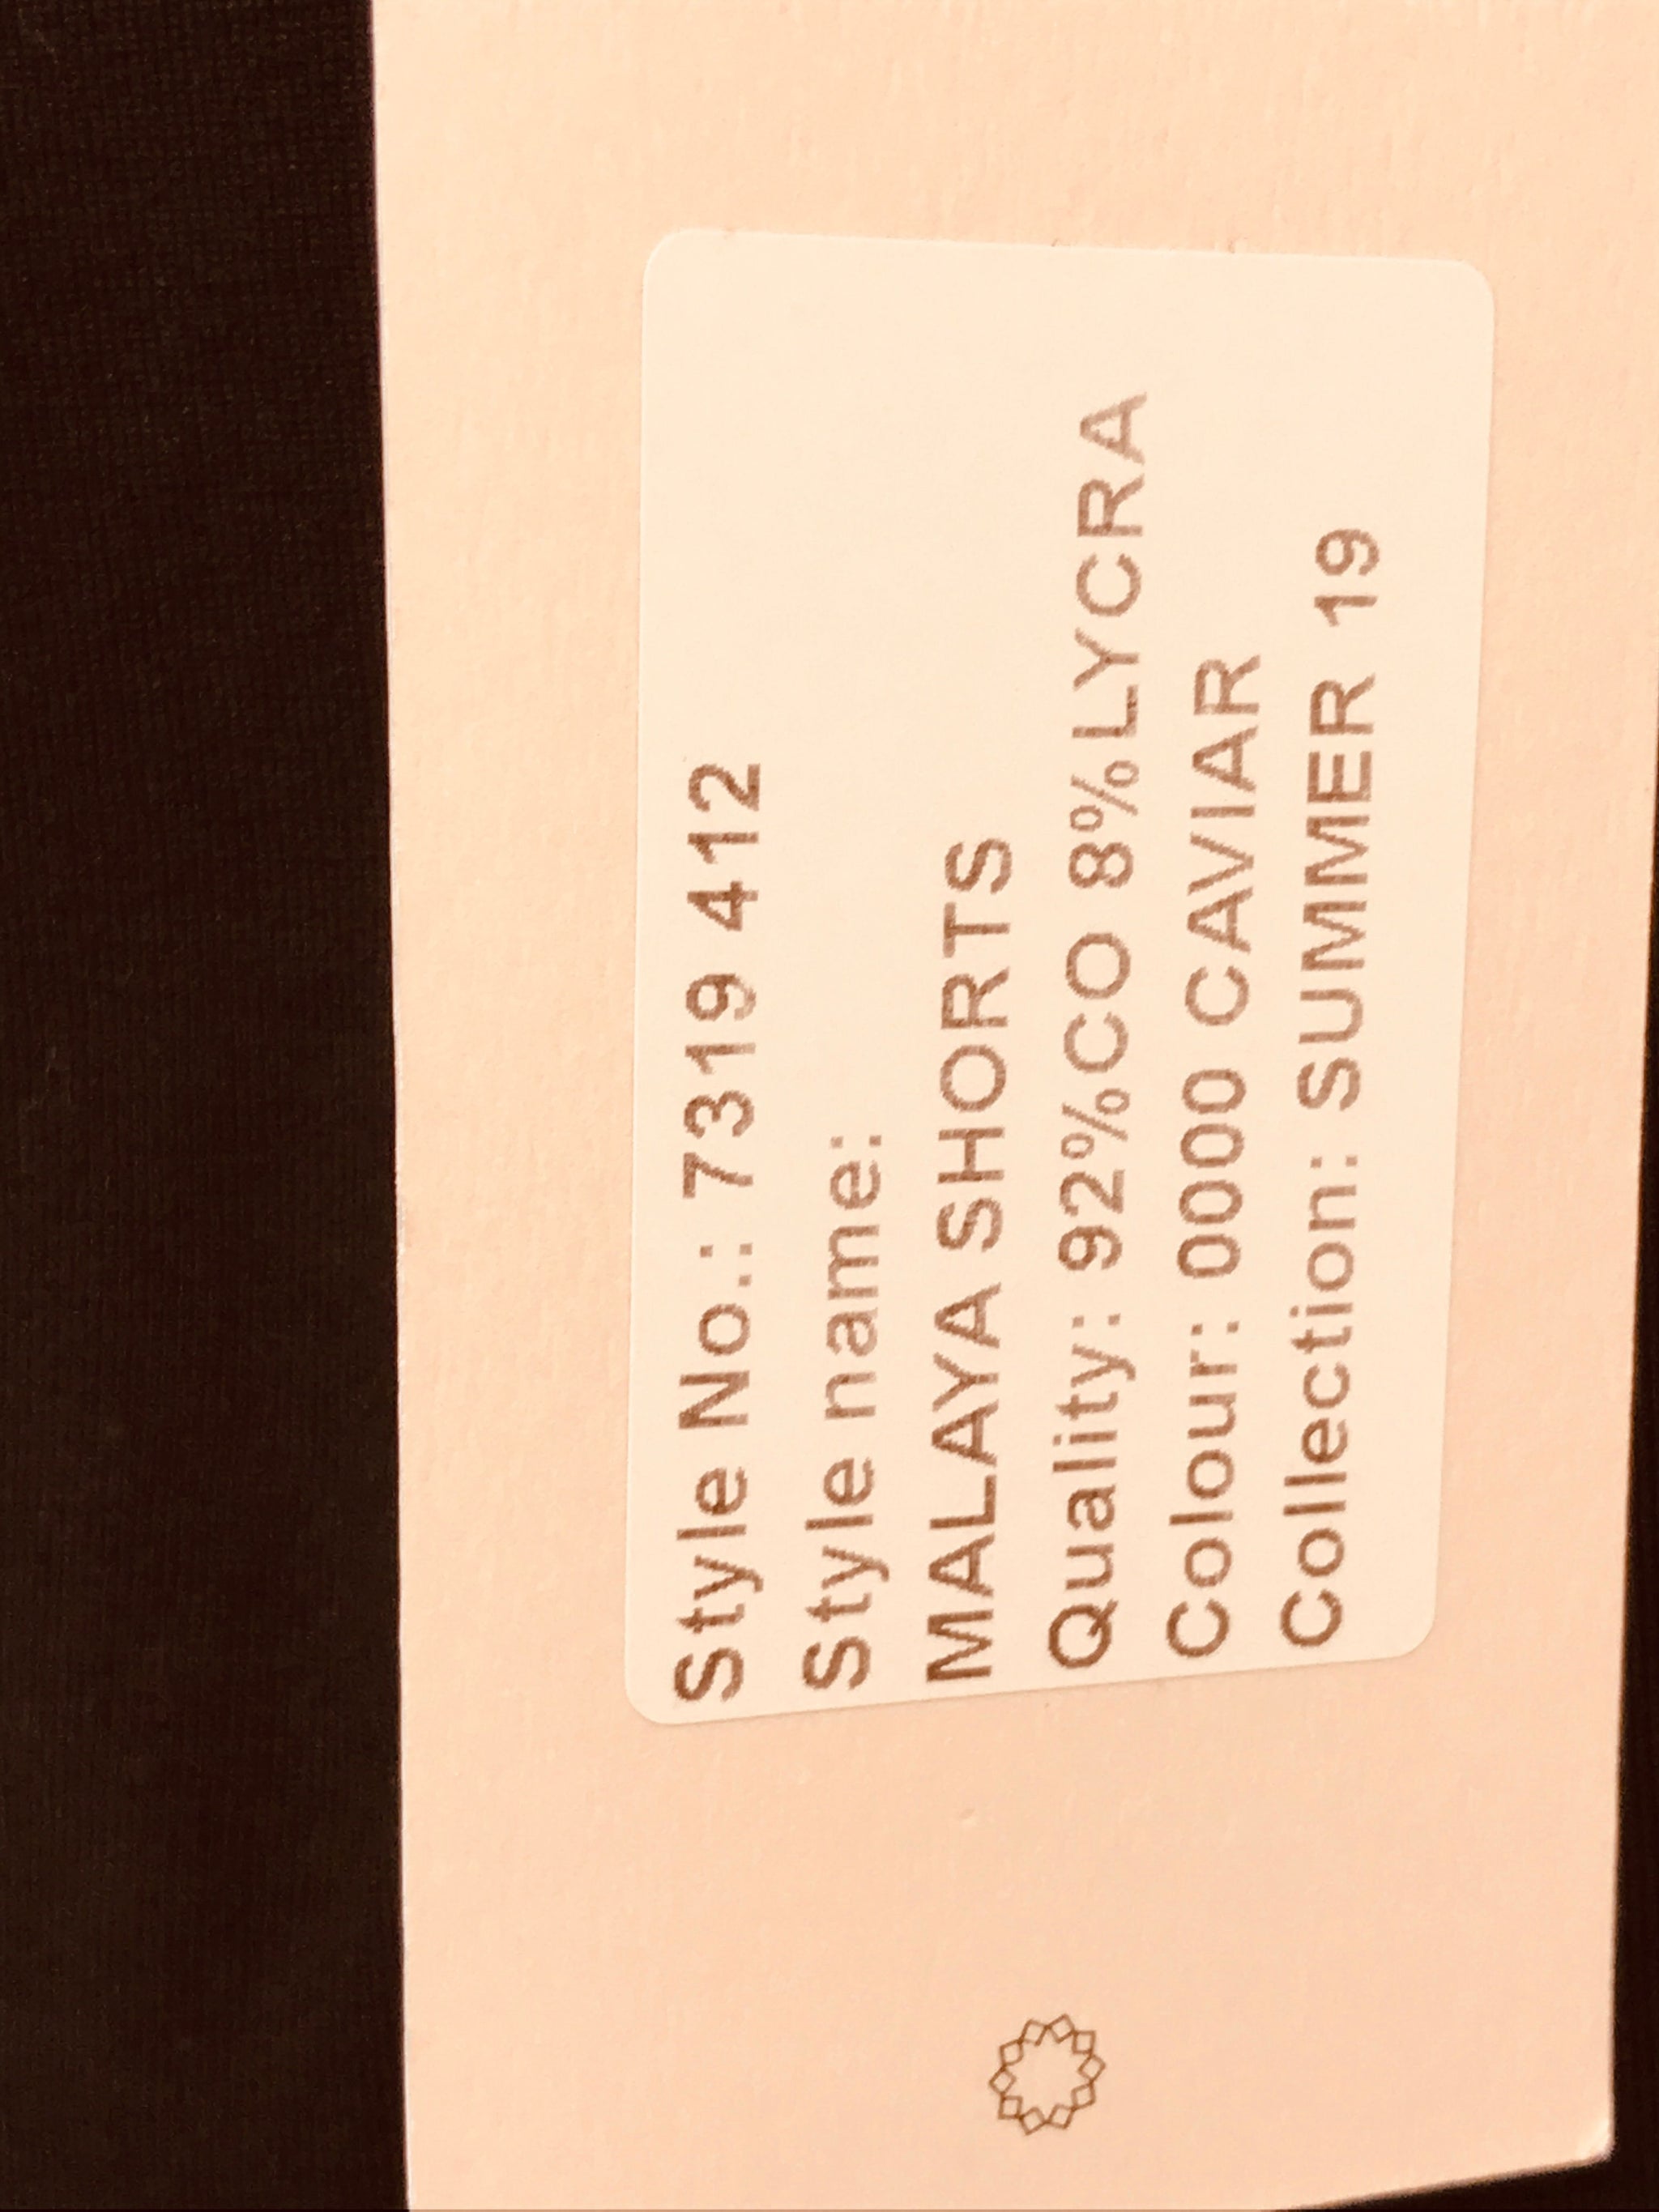 Style No.: 7319 412
Style name:
MALAYA SHORTS
Quality: 92%CO 8%LYCRA
Colour: 0000 CAVIAR
Collection: SUMMER 19